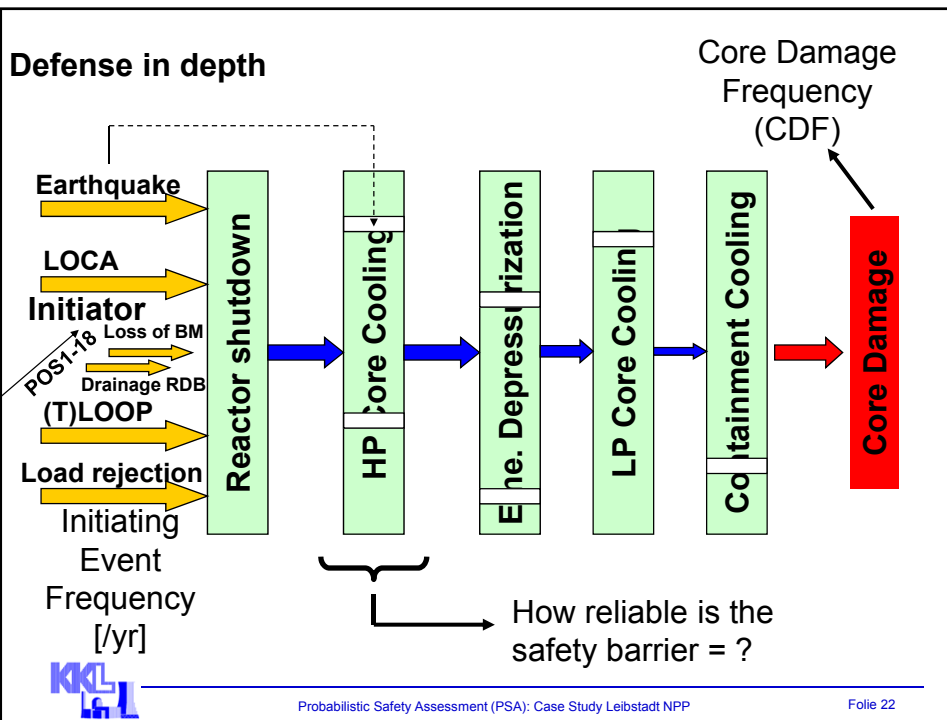 Defense in depth
Core Damage
Frequency
(CDF)
Earthquake
LOCA
Initiator
POS1-18
Loss of BM
Drainage RDB
(T)LOOP
Load rejection
Initiating
Event
Frequency
[/yr]
Reactor shutdown
HP Core Cooling
Eme. Depressurization
LP Core Cooling
Containment Cooling
Core Damage
How reliable is the
safety barrier = ?
KKL
Probabilistic Safety Assessment (PSA): Case Study Leibstadt NPP
Folie 22